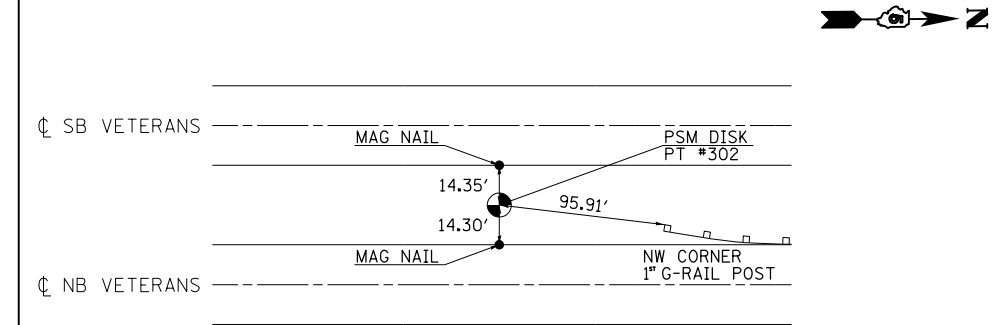 N
℄ SB VETERANS
MAG NAIL
PSM DISK
PT #302
14.35'
95.91'
14.30'
MAG NAIL
NW CORNER
1ST G-RAIL POST
℄ NB VETERANS